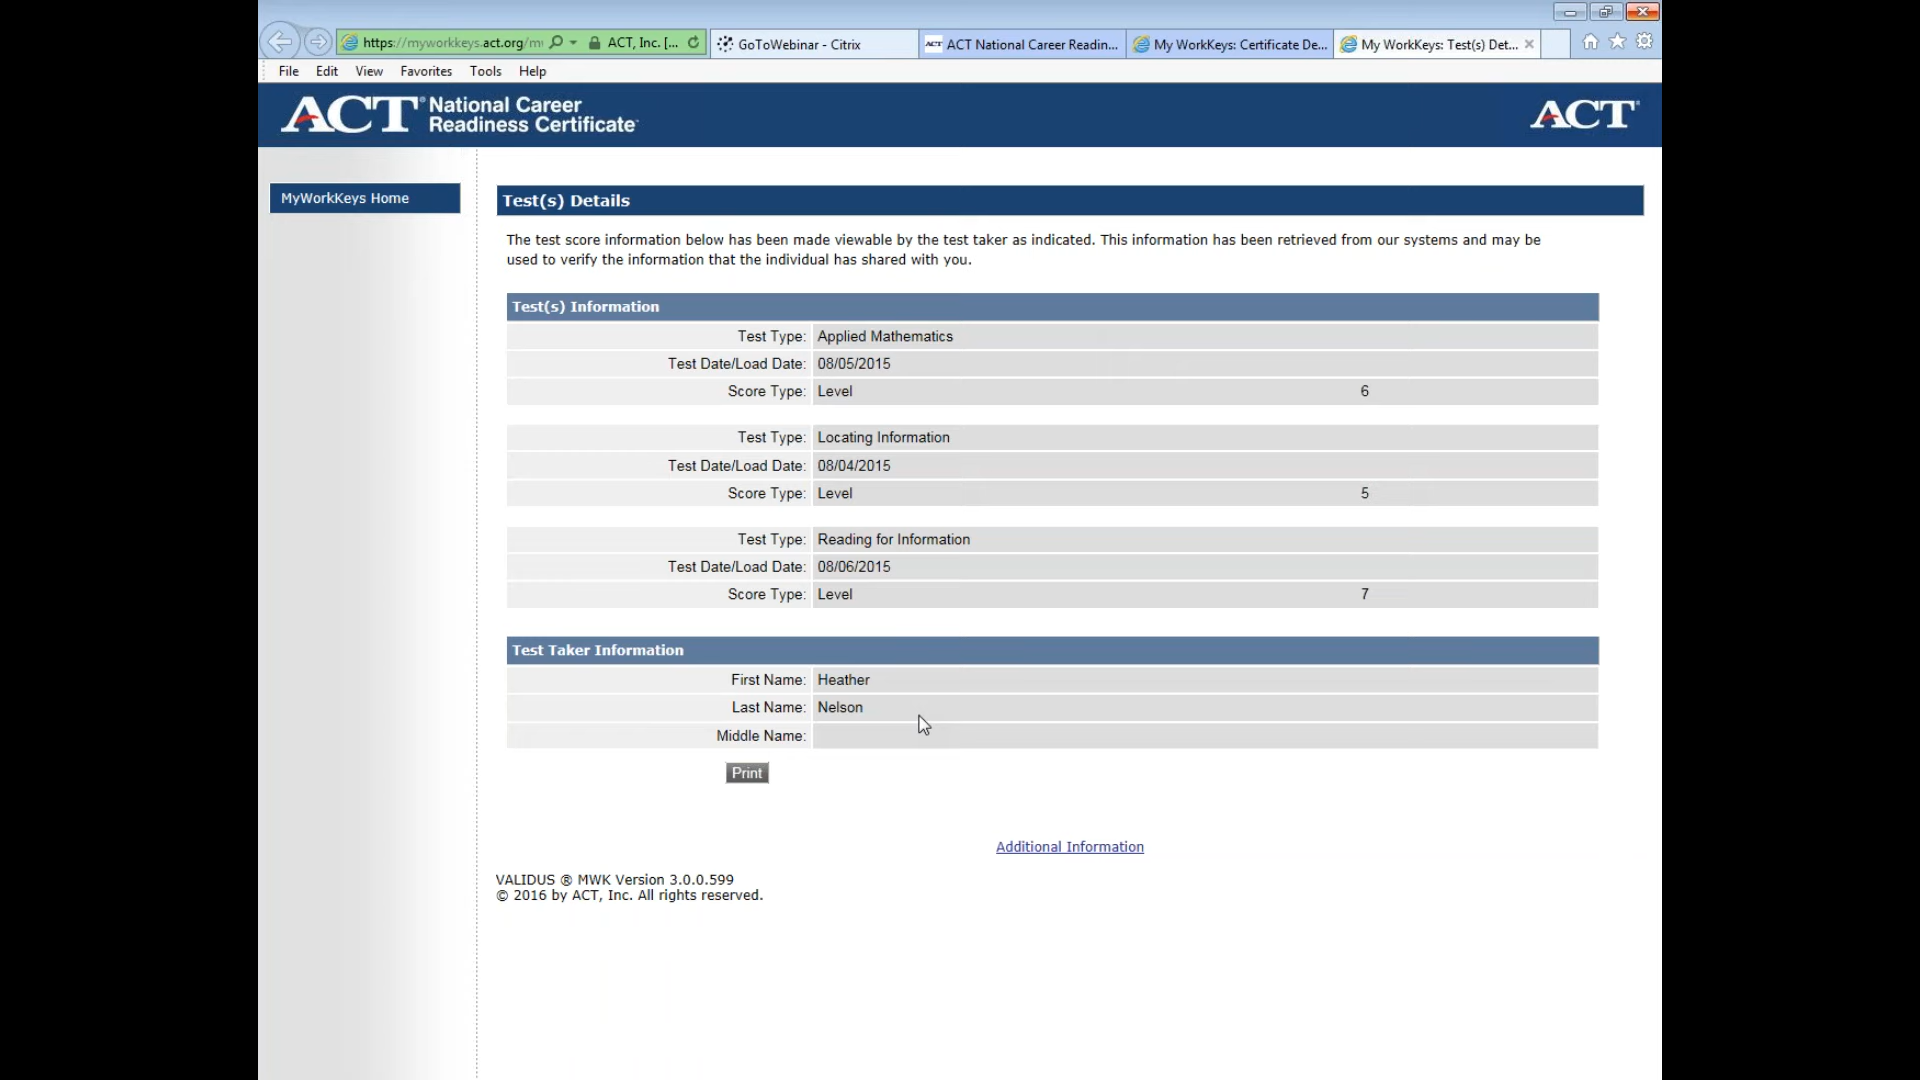 https://myworkkeys.act.org/m ACT, Inc. [... GoToWebinar - Citrix ACT ACT National Career Readin... My WorkKeys: Certificate De... My WorkKeys: Test(s) Det...
File Edit View Favorites Tools Help
ACT® National Career
Readiness Certificate™
ACT®
MyWorkKeys Home
Test(s) Details
The test score information below has been made viewable by the test taker as indicated. This information has been retrieved from our systems and may be
used to verify the information that the individual has shared with you.
Test(s) Information
Test Type: Applied Mathematics
Test Date/Load Date: 08/05/2015
Score Type: Level 6
Test Type: Locating Information
Test Date/Load Date: 08/04/2015
Score Type: Level 5
Test Type: Reading for Information
Test Date/Load Date: 08/06/2015
Score Type: Level 7
Test Taker Information
First Name: Heather
Last Name: Nelson
Middle Name:
Print
Additional Information
VALIDUS ® MWK Version 3.0.0.599
© 2016 by ACT, Inc. All rights reserved.